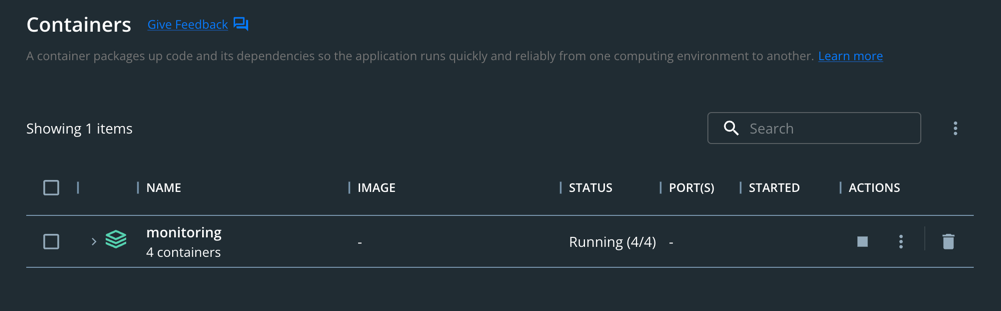 Containers Give Feedback
A container packages up code and its dependencies so the application runs quickly and reliably from one computing environment to another. Learn more
Showing 1 items
Search
NAME IMAGE STATUS PORT(S) STARTED ACTIONS
monitoring
4 containers
- Running (4/4) -